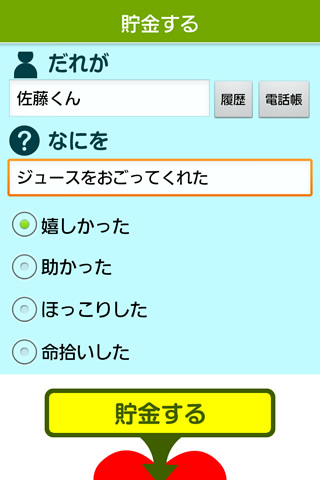 貯金する
だれが
佐藤くん
履歴
電話帳
?
なにを
ジュースをおごってくれた
嬉しかった
助かった
ほっこりした
命拾いした
貯金する